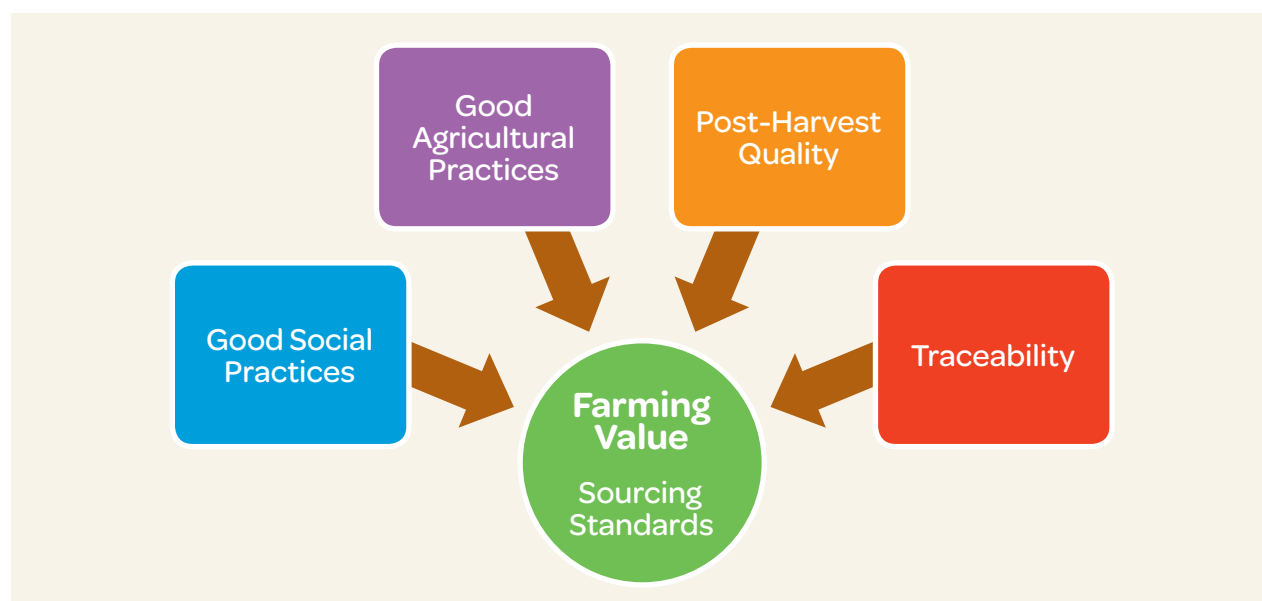 Good
Agricultural
Practices
Post-Harvest
Quality
Good Social
Practices
Traceability
Farming
Value
Sourcing
Standards